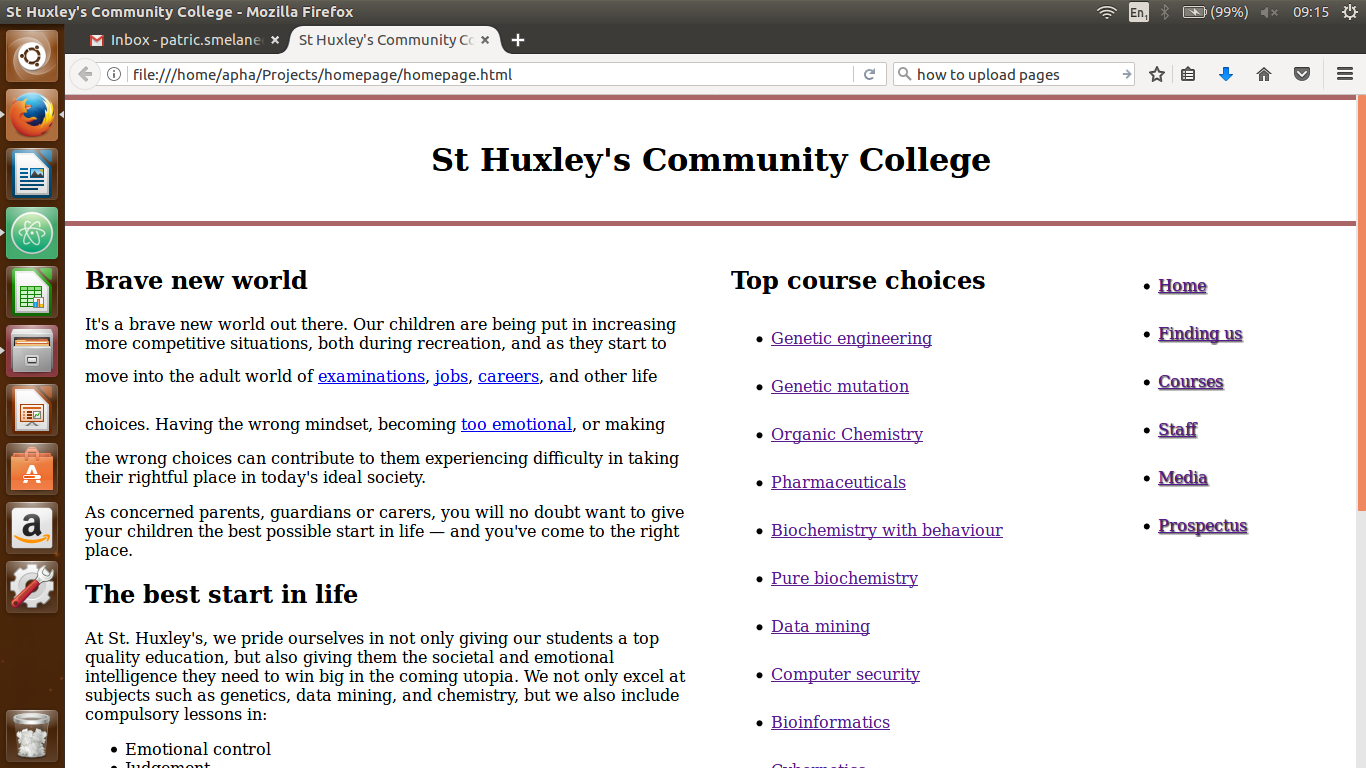 St Huxley's Community College - Mozilla Firefox
En1
(99%)
09:15
Inbox - patric.smelane
St Huxley's Community Co
file:///home/apha/Projects/homepage/homepage.html
how to upload pages
St Huxley's Community College
Brave new world
It's a brave new world out there. Our children are being put in increasing
more competitive situations, both during recreation, and as they start to
move into the adult world of examinations, jobs, careers, and other life
choices. Having the wrong mindset, becoming too emotional, or making
the wrong choices can contribute to them experiencing difficulty in taking
their rightful place in today's ideal society.
As concerned parents, guardians or carers, you will no doubt want to give
your children the best possible start in life — and you've come to the right
place.
The best start in life
At St. Huxley's, we pride ourselves in not only giving our students a top
quality education, but also giving them the societal and emotional
intelligence they need to win big in the coming utopia. We not only excel at
subjects such as genetics, data mining, and chemistry, but we also include
compulsory lessons in:
• Emotional control
• Judgement
Top course choices
• Genetic engineering
• Genetic mutation
• Organic Chemistry
• Pharmaceuticals
• Biochemistry with behaviour
• Pure biochemistry
• Data mining
• Computer security
• Bioinformatics
• Cybernetics
• Home
• Finding us
• Courses
• Staff
• Media
• Prospectus